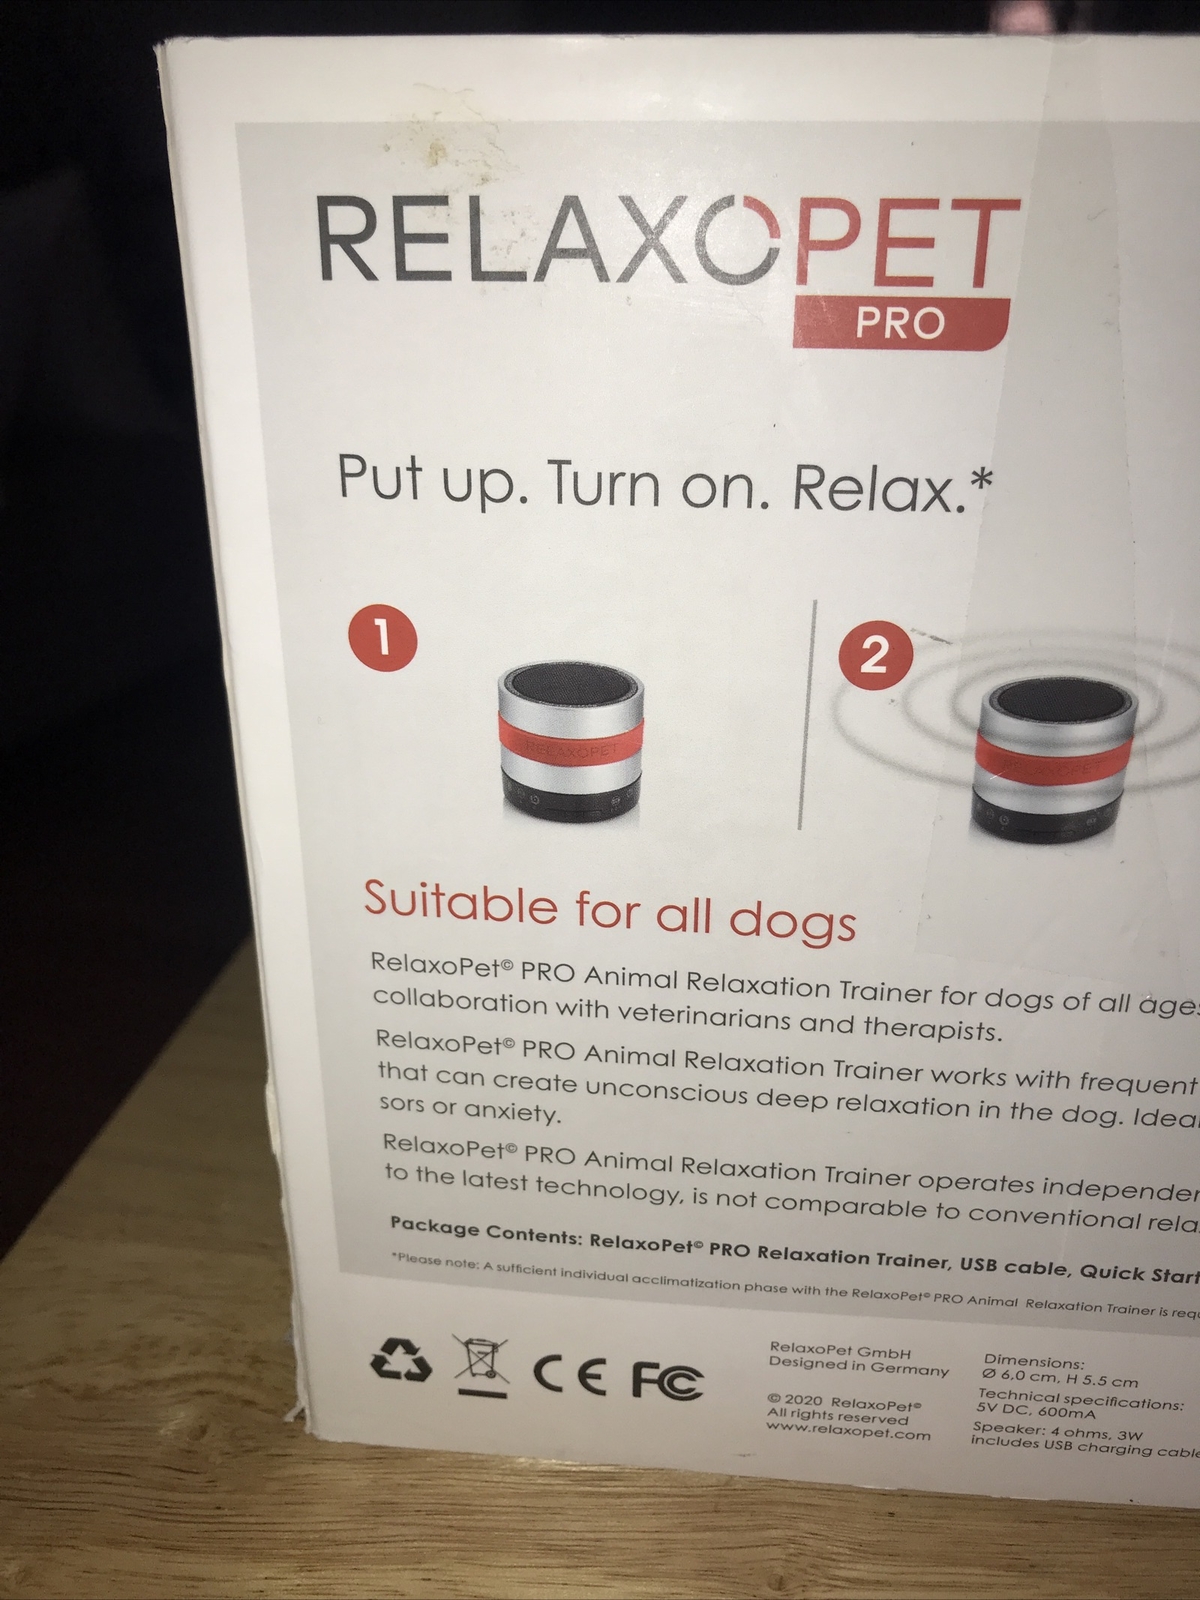 RELAXOPET
PRO
Put up. Turn on. Relax.*
1
2
RELAXOPET
RELAXOPET
Suitable for all dogs
RelaxoPet© PRO Animal Relaxation Trainer for dogs of all ages
collaboration with veterinarians and therapists.
RelaxoPet© PRO Animal Relaxation Trainer works with frequent
that can create unconscious deep relaxation in the dog. Ideal
sors or anxiety.
RelaxoPet© PRO Animal Relaxation Trainer operates independen
to the latest technology, is not comparable to conventional rela
Package Contents: RelaxoPet© PRO Relaxation Trainer, USB cable, Quick Start
*Please note: A sufficient individual acclimatization phase with the RelaxoPet© PRO Animal Relaxation Trainer is requ
CE FC
RelaxoPet GmbH
Designed in Germany
© 2020 RelaxoPet®
All rights reserved
www.relaxopet.com
Dimensions:
Ø 6,0 cm, H 5.5 cm
Technical specifications:
5V DC, 600mA
Speaker: 4 ohms, 3W
includes USB charging cable